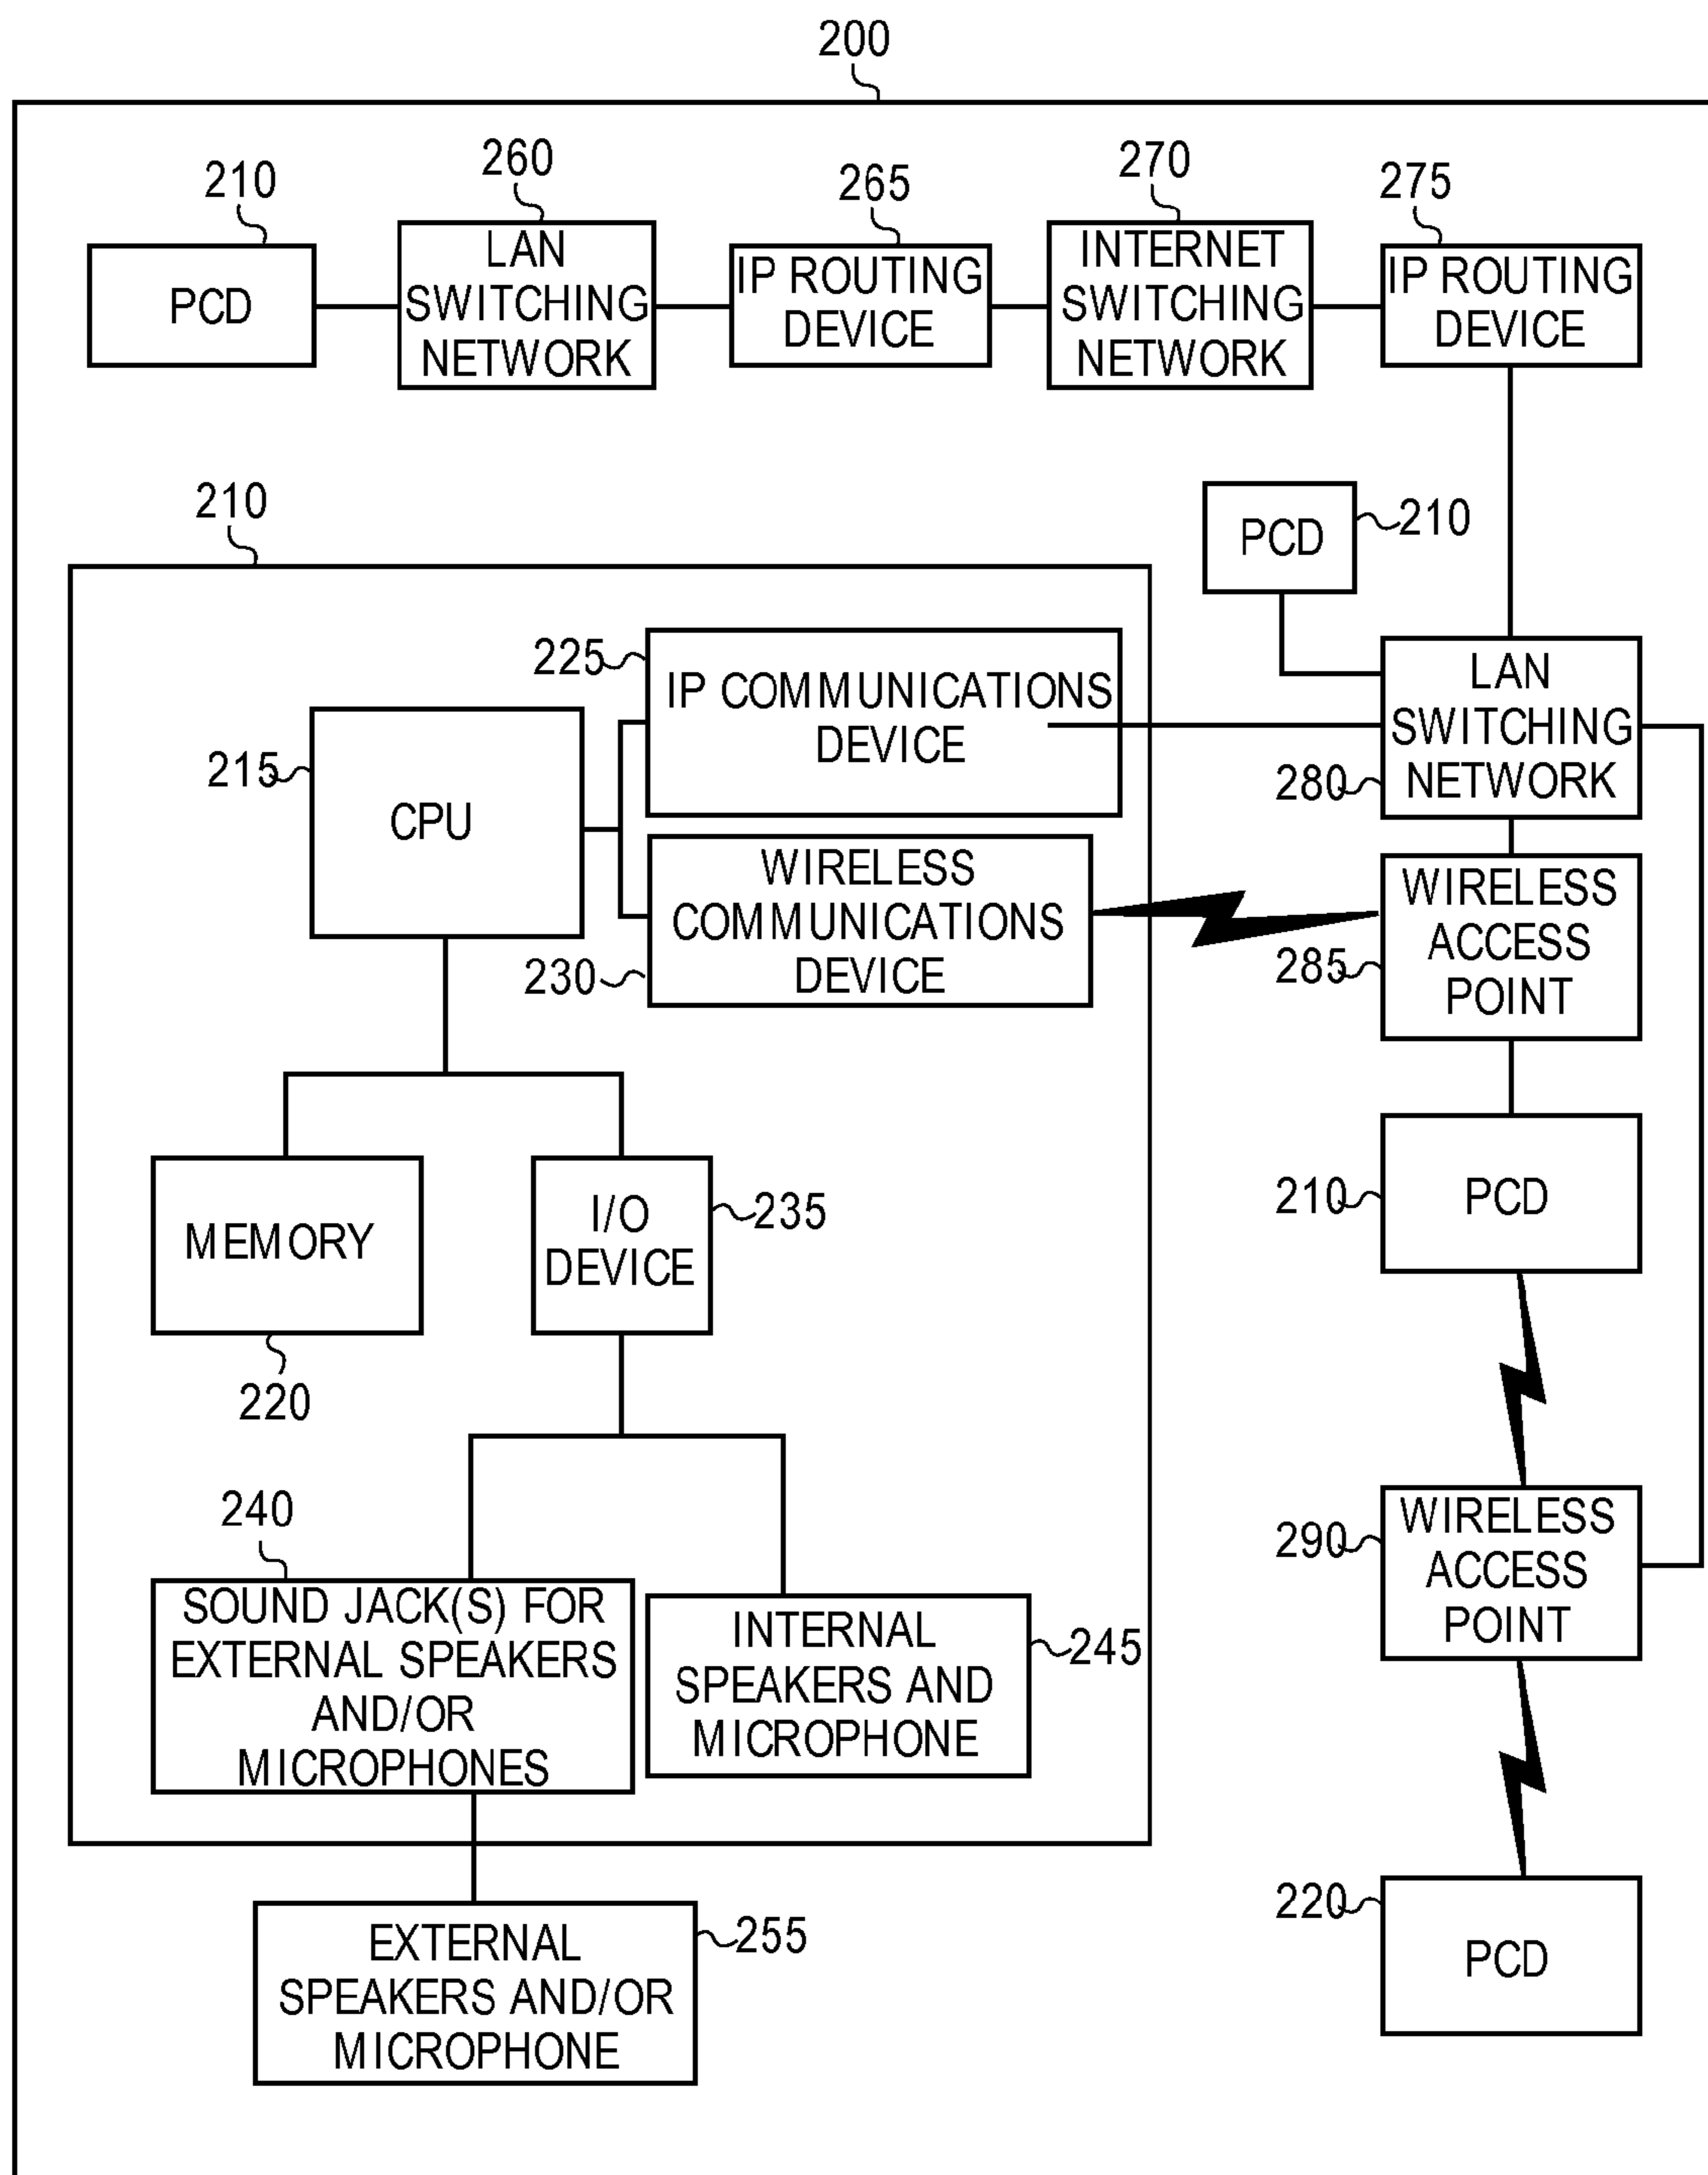 200
210
260
265
270
275
PCD
LAN
SWITCHING
NETWORK
IP ROUTING
DEVICE
INTERNET
SWITCHING
NETWORK
IP ROUTING
DEVICE
210
PCD
210
225
IP COMMUNICATIONS
DEVICE
LAN
SWITCHING
NETWORK
280
215
CPU
WIRELESS
COMMUNICATIONS
DEVICE
230
WIRELESS
ACCESS
POINT
285
MEMORY
220
I/O
DEVICE
235
210
PCD
240
SOUND JACK(S) FOR
EXTERNAL SPEAKERS
AND/OR
MICROPHONES
INTERNAL
SPEAKERS AND
MICROPHONE
245
290
WIRELESS
ACCESS
POINT
EXTERNAL
SPEAKERS AND/OR
MICROPHONE
255
220
PCD